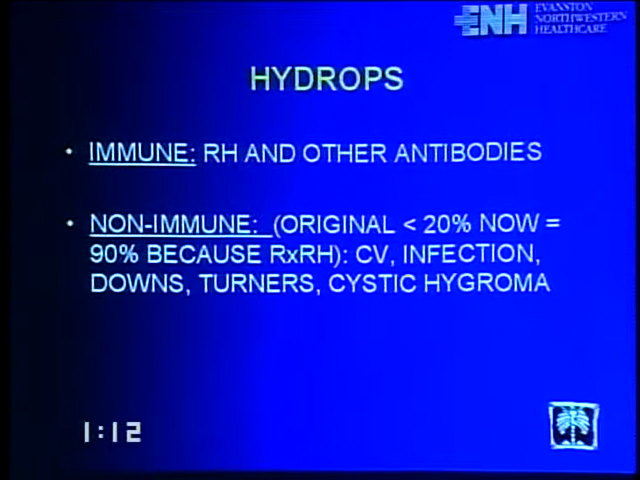 ENH
EVANSTON
NORTHWESTERN
HEALTHCARE
HYDROPS
• IMMUNE: RH AND OTHER ANTIBODIES
• NON-IMMUNE: (ORIGINAL < 20% NOW =
90% BECAUSE RxRH): CV, INFECTION,
DOWNS, TURNERS, CYSTIC HYGROMA
1:12